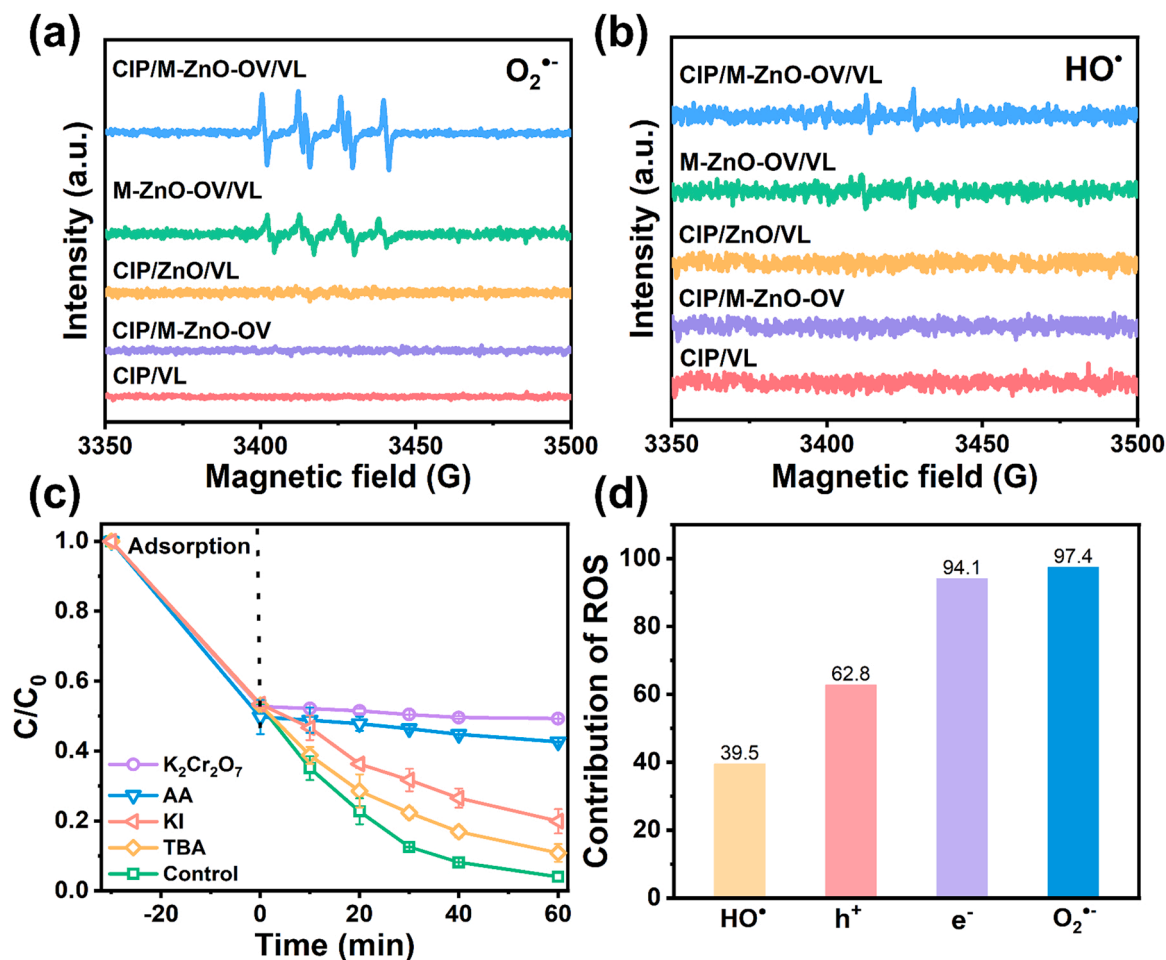 (a)
O₂•-
CIP/M-ZnO-OV/VL
M-ZnO-OV/VL
CIP/ZnO/VL
CIP/M-ZnO-OV
CIP/VL
Intensity (a.u.)
3350 3400 3450 3500
Magnetic field (G)
(b)
HO•
CIP/M-ZnO-OV/VL
M-ZnO-OV/VL
CIP/ZnO/VL
CIP/M-ZnO-OV
CIP/VL
Intensity (a.u.)
3350 3400 3450 3500
Magnetic field (G)
(c)
1.0
0.8
0.6
0.4
0.2
0.0
C/C₀
Adsorption
K₂Cr₂O₇
AA
KI
TBA
Control
-20 0 20 40 60
Time (min)
(d)
100
80
60
40
20
0
Contribution of ROS
39.5
62.8
94.1
97.4
HO• h⁺ e⁻ O₂•-